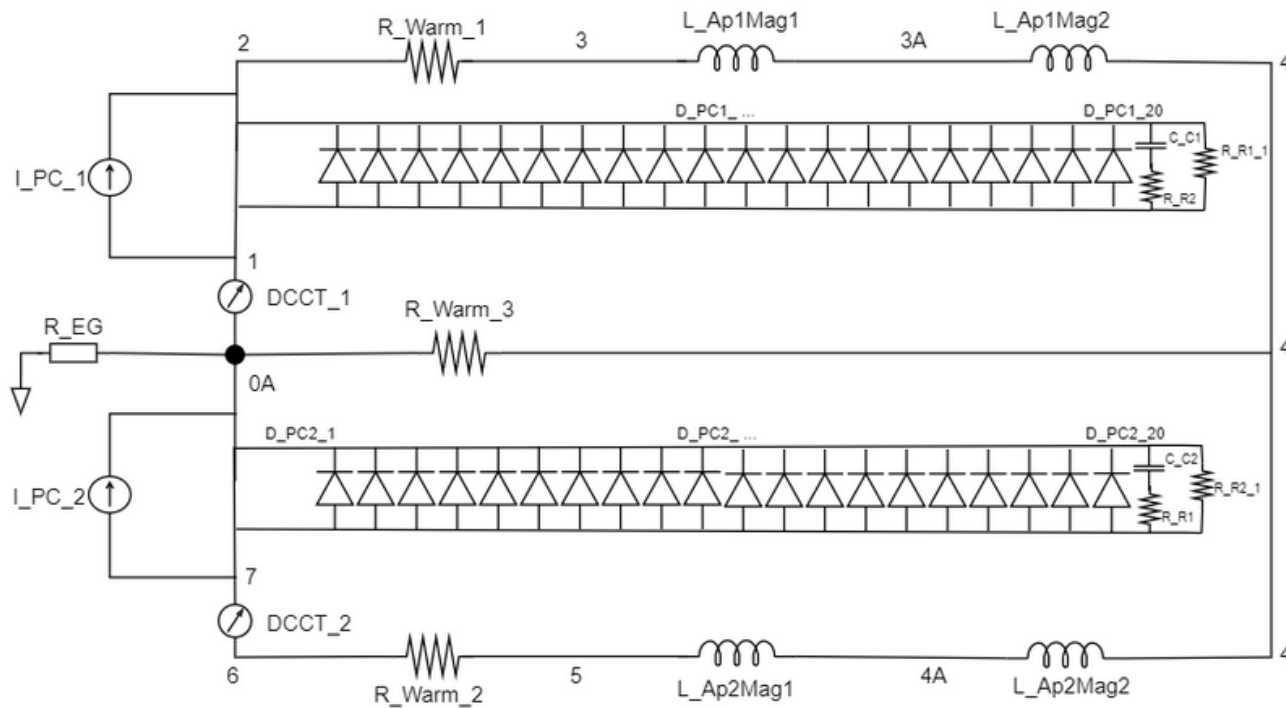 L_Ap1Mag1
L_Ap1Mag2
R_Warm_1
2
3
3A
4
D_PC1_ ...
D_PC1_20
C_C1
R_R1_1
I_PC_1
R_R2
1
DCCT_1
R_Warm_3
R_EG
4
0A
D_PC2_1
D_PC2_ ...
D_PC2_20
C_C2
I_PC_2
R_R2_1
R_R1
7
DCCT_2
4
6
5
4A
R_Warm_2
L_Ap2Mag1
L_Ap2Mag2